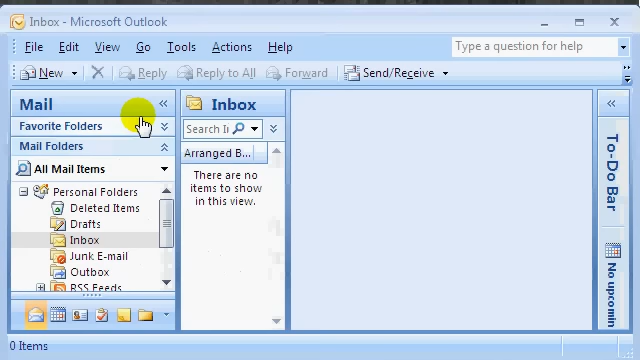 Inbox - Microsoft Outlook
File Edit View Go Tools Actions Help
Type a question for help
New Reply Reply to All Forward Send/Receive
Mail
Favorite Folders
Mail Folders
All Mail Items
Personal Folders
Deleted Items
Drafts
Inbox
Junk E-mail
Outbox
RSS Feeds
Inbox
Search I
Arranged B...
There are no
items to show
in this view.
To-Do Bar
No upcomin
0 Items